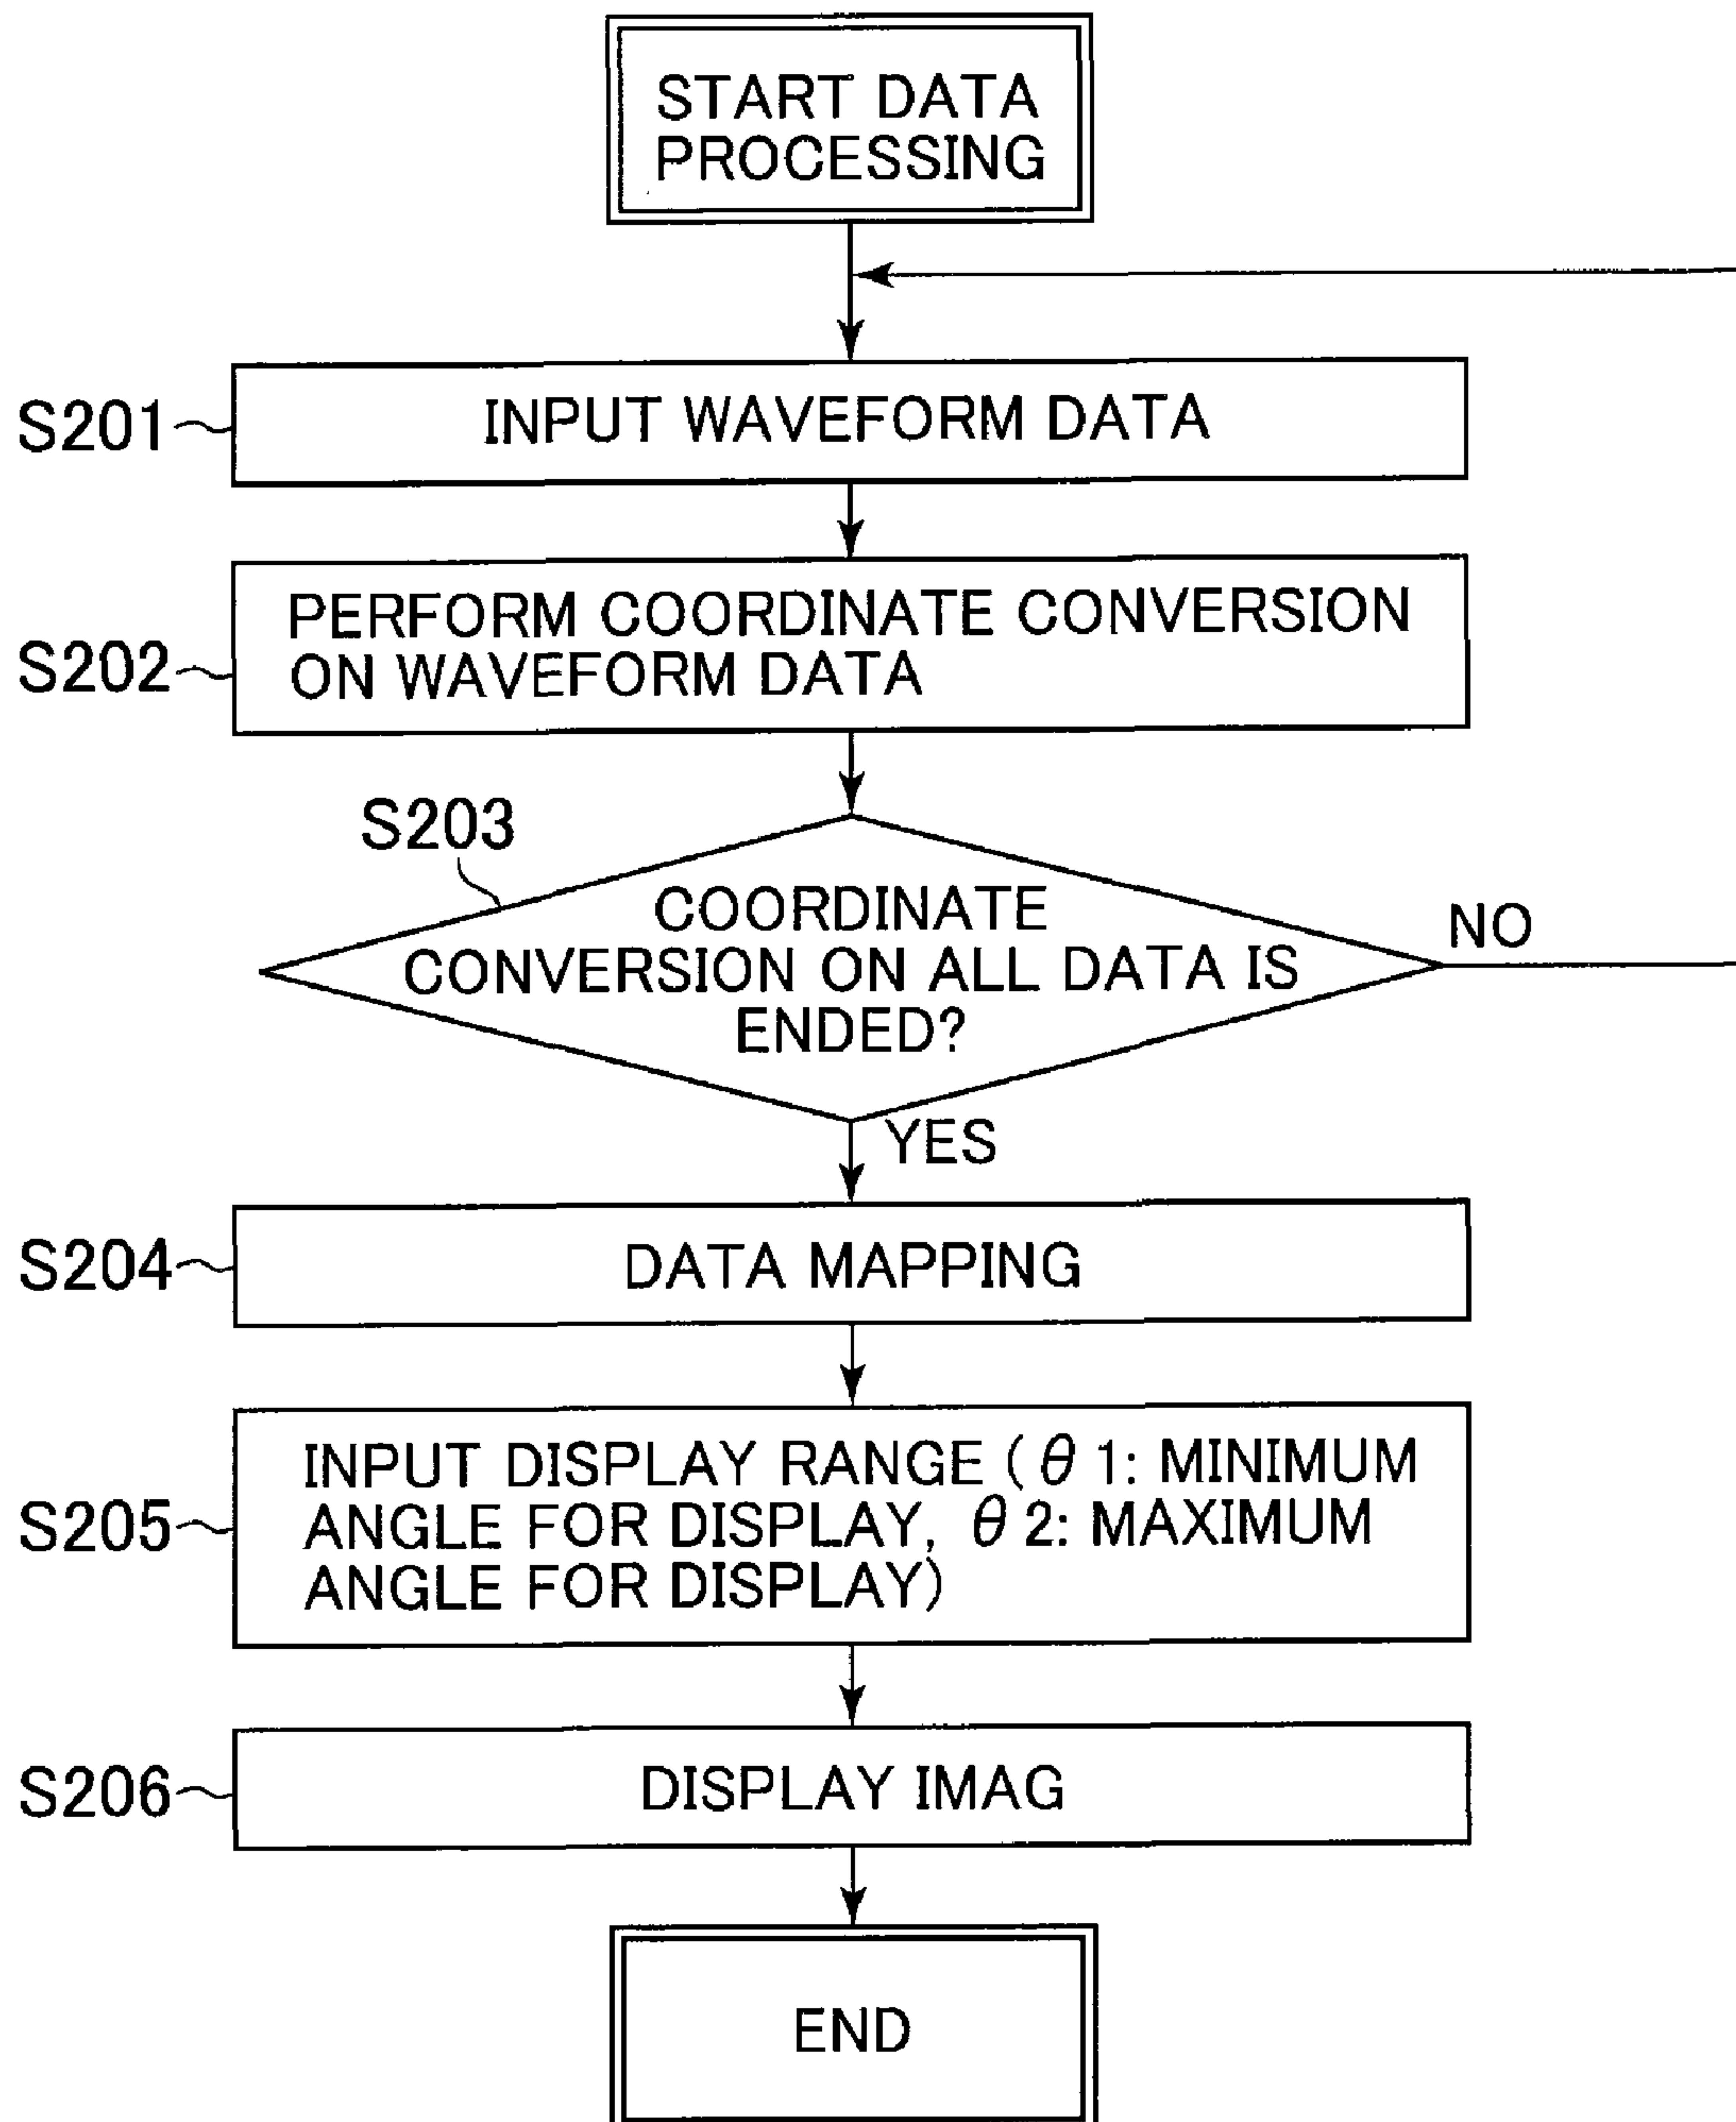 START DATA
PROCESSING
S201
INPUT WAVEFORM DATA
S202
PERFORM COORDINATE CONVERSION
ON WAVEFORM DATA
S203
COORDINATE
CONVERSION ON ALL DATA IS
ENDED?
NO
YES
S204
DATA MAPPING
S205
INPUT DISPLAY RANGE (θ1: MINIMUM
ANGLE FOR DISPLAY, θ2: MAXIMUM
ANGLE FOR DISPLAY)
S206
DISPLAY IMAG
END